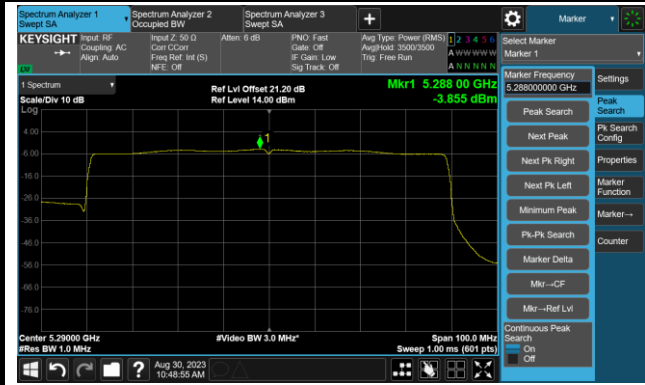 Spectrum Analyzer 1
Swept SA
Spectrum Analyzer 2
Occupied BW
Spectrum Analyzer 3
Swept SA
Marker
KEYSIGHT
Input: RF
Coupling: AC
Align: Auto
Input Z: 50 Ω
Corr CCorr
Freq Ref: Int (S)
NFE: Off
Atten: 6 dB
PNO: Fast
Gate: Off
IF Gain: Low
Sig Track: Off
Avg Type: Power (RMS)
Avg|Hold: 3500/3500
Trig: Free Run
1 2 3 4 5 6
A W W W W W
A N N N N N
Select Marker
Marker 1
1 Spectrum
Scale/Div 10 dB
Log
Ref Lvl Offset 21.20 dB
Ref Level 14.00 dBm
Mkr1 5.288 00 GHz
-3.855 dBm
1
4.00
-6.00
-16.0
-26.0
-36.0
-46.0
-56.0
-66.0
-76.0
Center 5.29000 GHz
#Res BW 1.0 MHz
#Video BW 3.0 MHz*
Span 100.0 MHz
Sweep 1.00 ms (601 pts)
Marker Frequency
5.288000000 GHz
Peak Search
Next Peak
Next Pk Right
Next Pk Left
Minimum Peak
Pk-Pk Search
Marker Delta
Mkr→CF
Mkr→Ref Lvl
Continuous Peak
Search
On
Off
Settings
Peak
Search
Pk Search
Config
Properties
Marker
Function
Marker→
Counter
?
Aug 30, 2023
10:48:55 AM